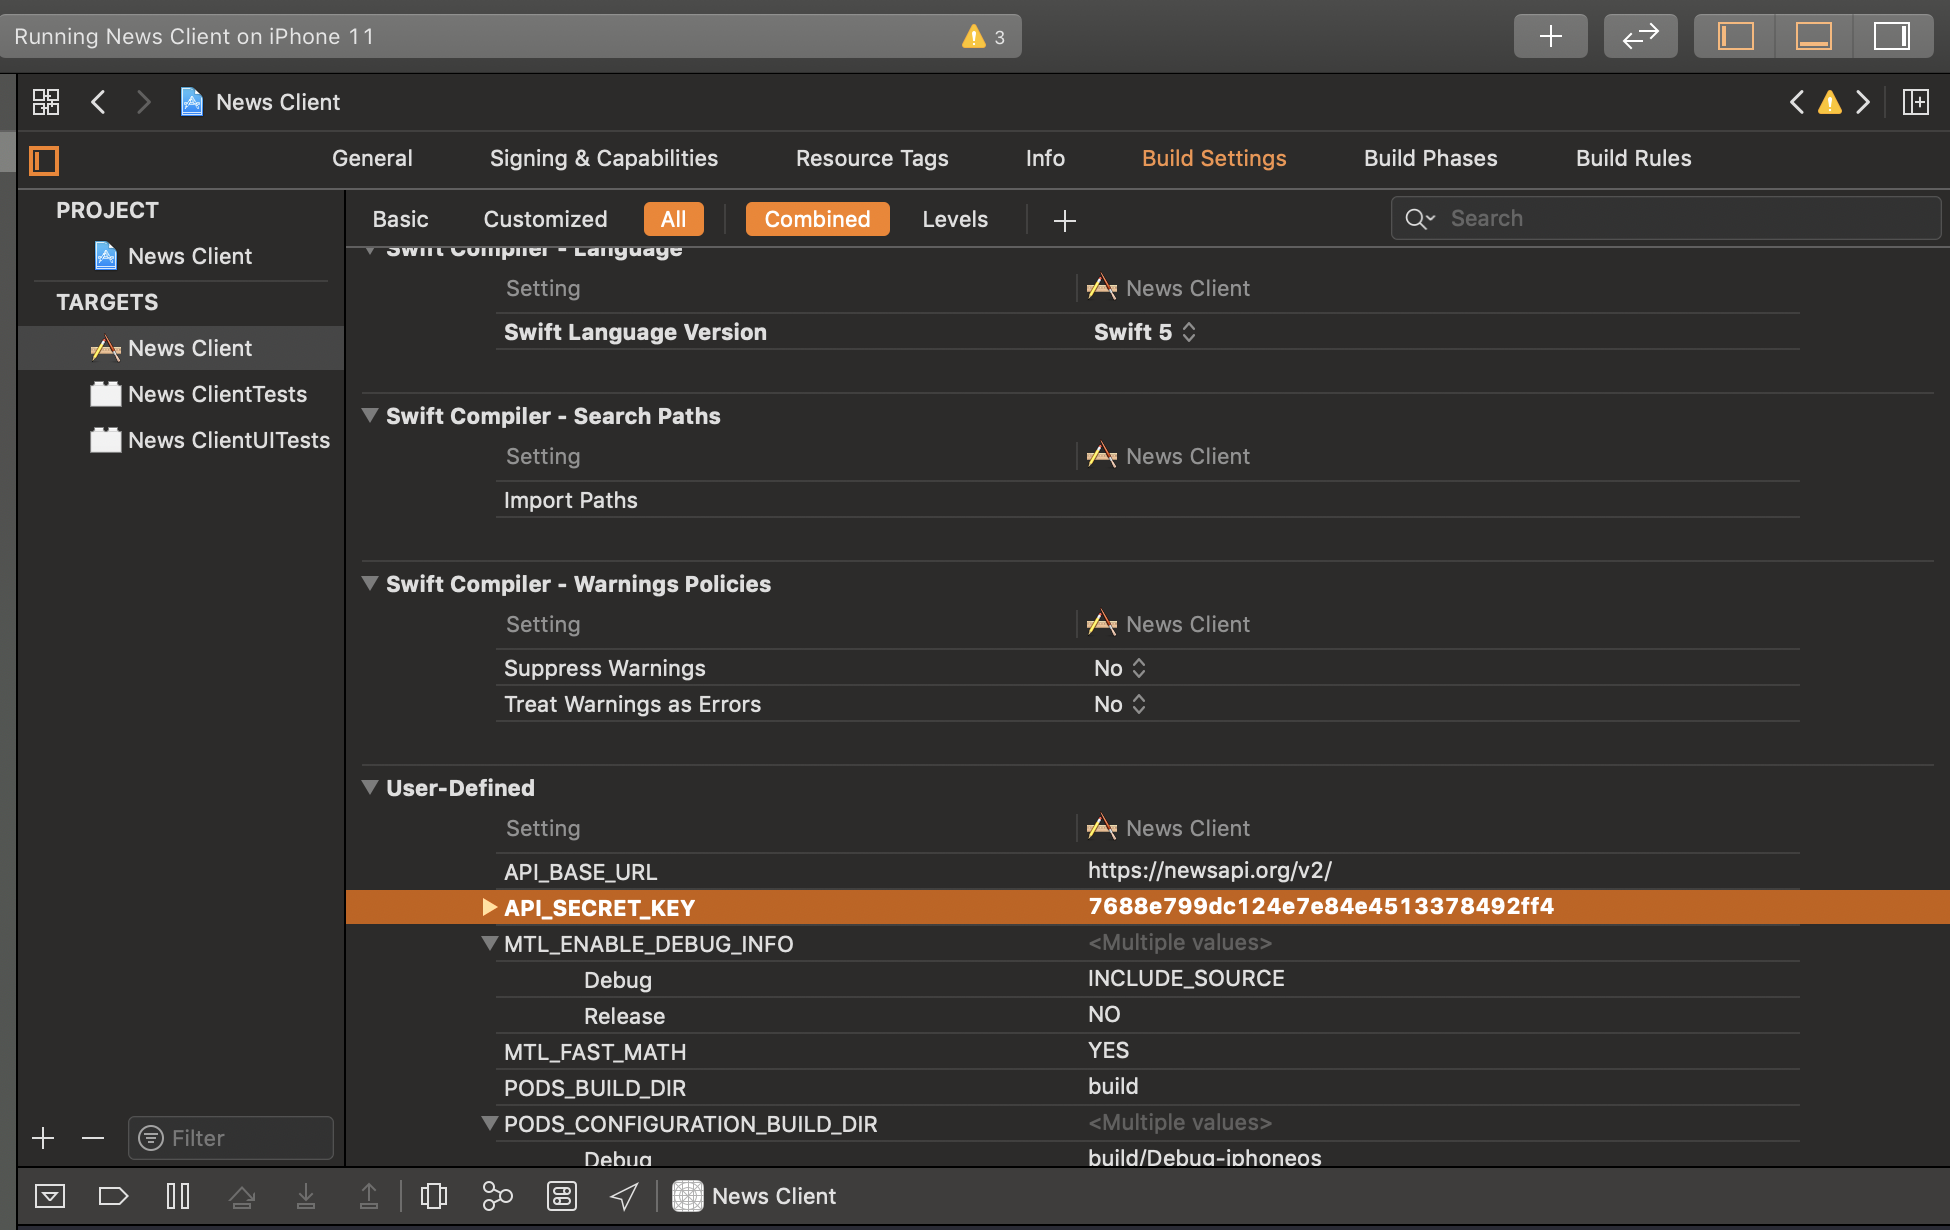 Running News Client on iPhone 11
3
News Client
General Signing & Capabilities Resource Tags Info Build Settings Build Phases Build Rules
PROJECT
News Client
TARGETS
News Client
News ClientTests
News ClientUITests
Filter
Basic Customized All Combined Levels Search
Swift Compiler - Language
Setting News Client
Swift Language Version Swift 5
Swift Compiler - Search Paths
Setting News Client
Import Paths
Swift Compiler - Warnings Policies
Setting News Client
Suppress Warnings No
Treat Warnings as Errors No
User-Defined
Setting News Client
API_BASE_URL https://newsapi.org/v2/
API_SECRET_KEY 7688e799dc124e7e84e4513378492ff4
MTL_ENABLE_DEBUG_INFO <Multiple values>
Debug INCLUDE_SOURCE
Release NO
MTL_FAST_MATH YES
PODS_BUILD_DIR build
PODS_CONFIGURATION_BUILD_DIR <Multiple values>
Debug build/Debug-iphoneos
News Client